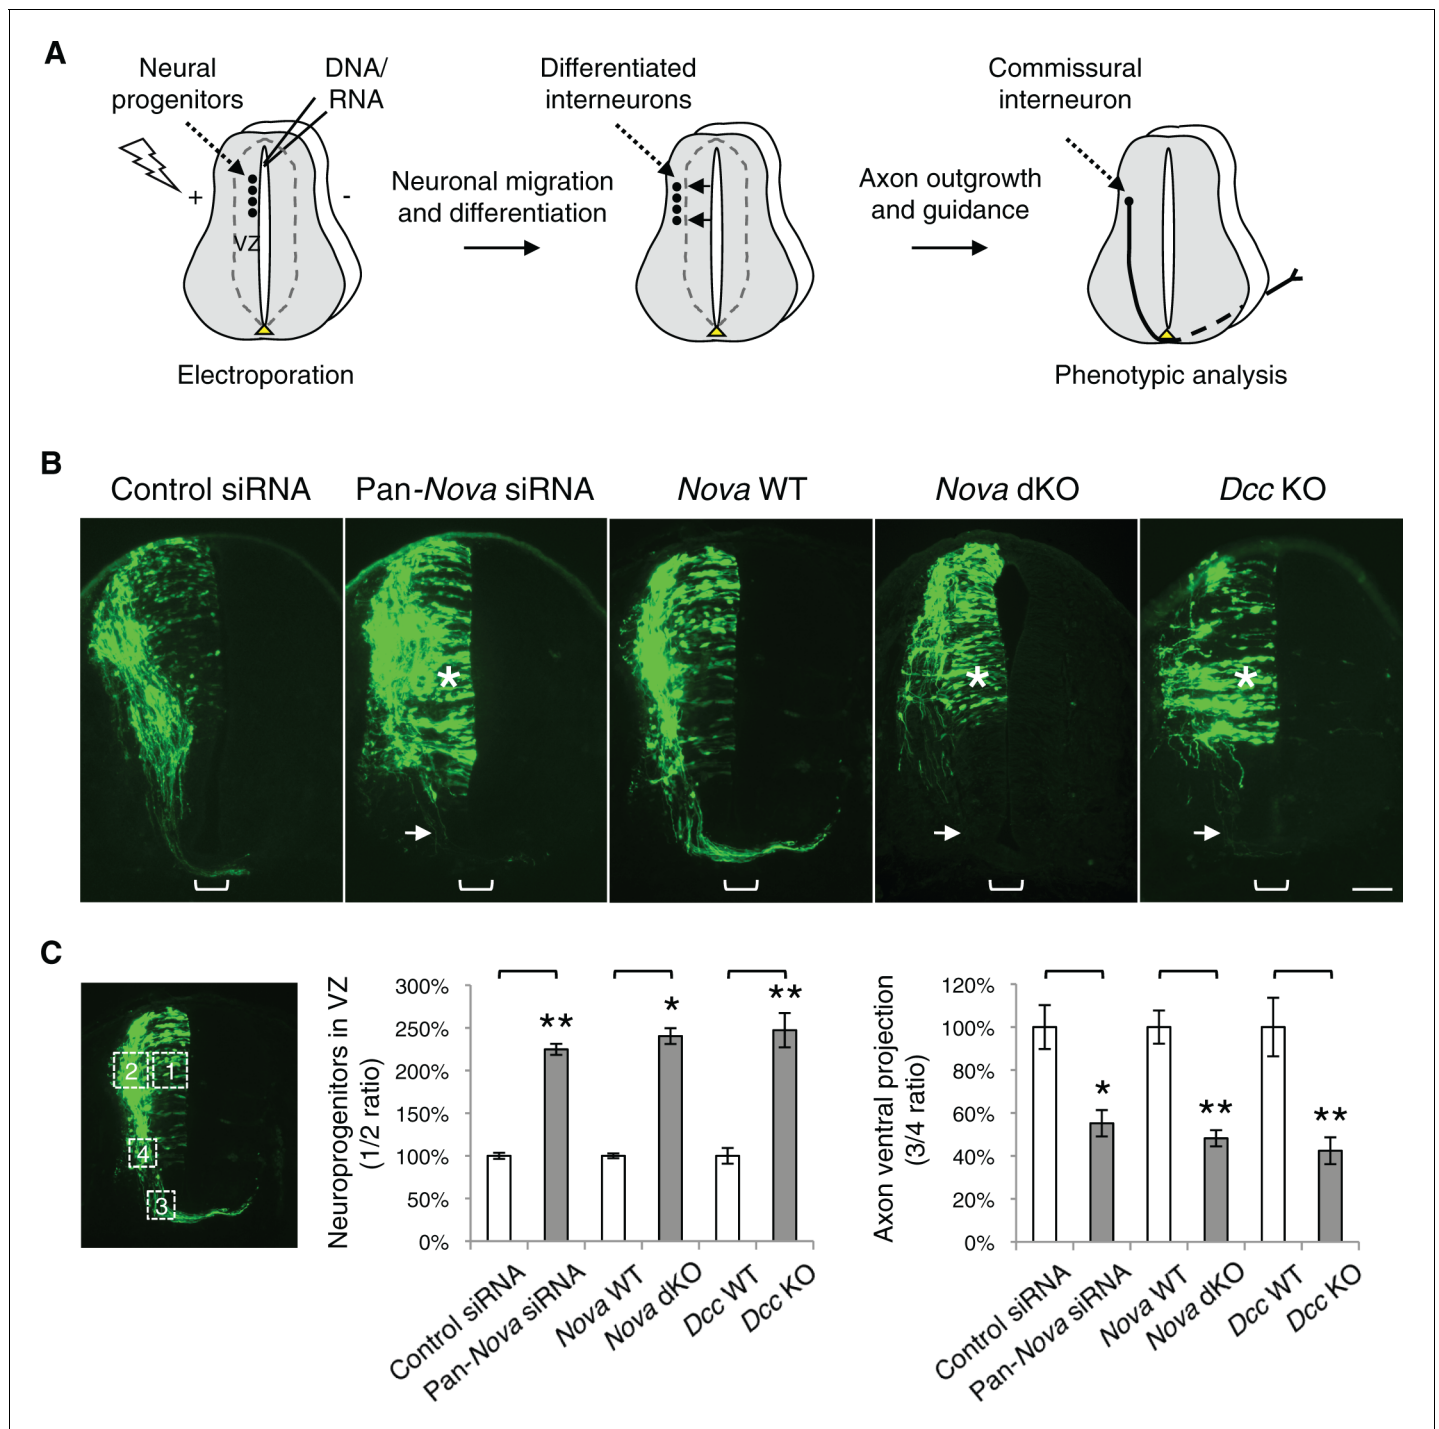 A
Neural
progenitors
DNA/
RNA
Differentiated
interneurons
Commissural
interneuron
+
-
VZ
Neuronal migration
and differentiation
Axon outgrowth
and guidance
Electroporation
Phenotypic analysis
B
Control siRNA
Pan-Nova siRNA
Nova WT
Nova dKO
Dcc KO
*
*
*
C
2 1
4
3
Neuroprogenitors in VZ
(1/2 ratio)
300%
250%
200%
150%
100%
50%
0%
**
*
**
Control siRNA
Pan-Nova siRNA
Nova WT
Nova dKO
Dcc WT
Dcc KO
Axon ventral projection
(3/4 ratio)
120%
100%
80%
60%
40%
20%
0%
*
**
**
Control siRNA
Pan-Nova siRNA
Nova WT
Nova dKO
Dcc WT
Dcc KO